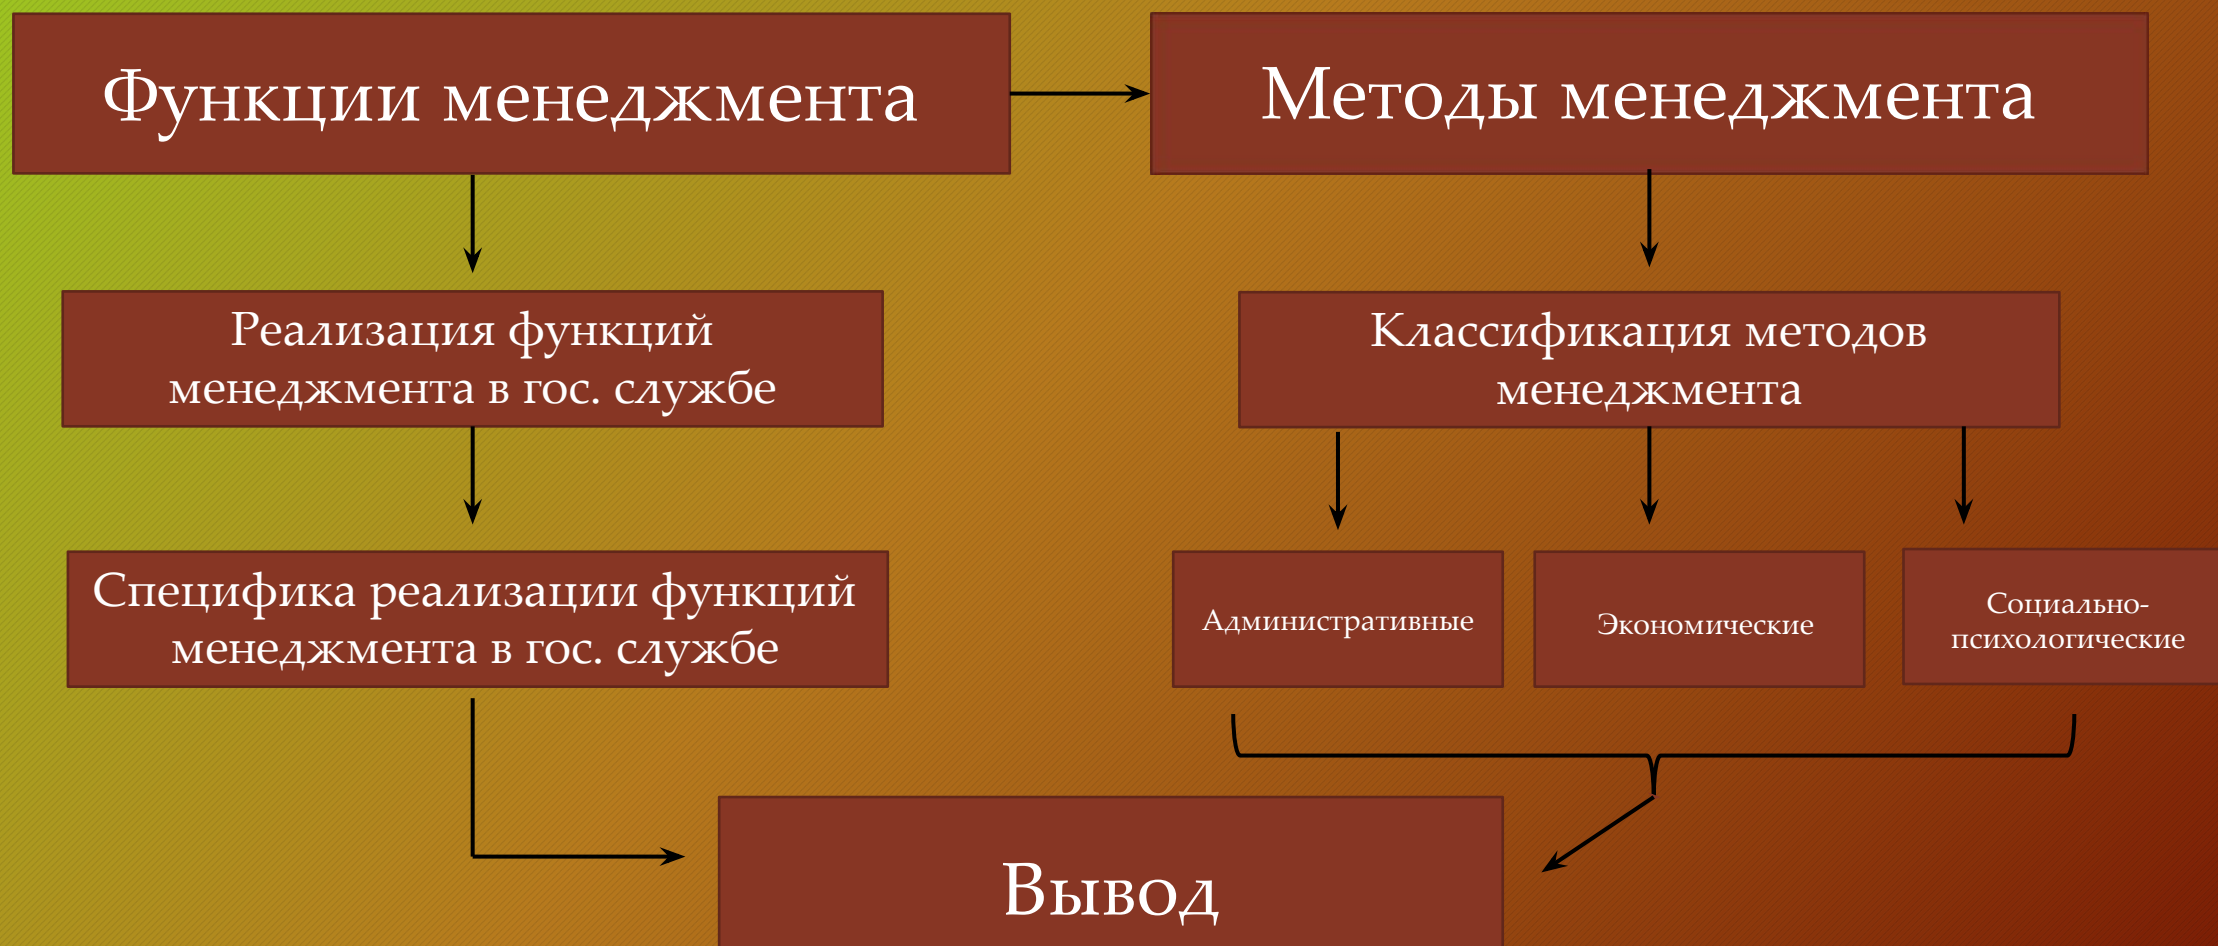 Функции менеджмента
Методы менеджмента
Реализация функций
менеджмента в гос. службе
Классификация методов
менеджмента
Специфика реализации функций
менеджмента в гос. службе
Административные
Экономические
Социально-
психологические
Вывод